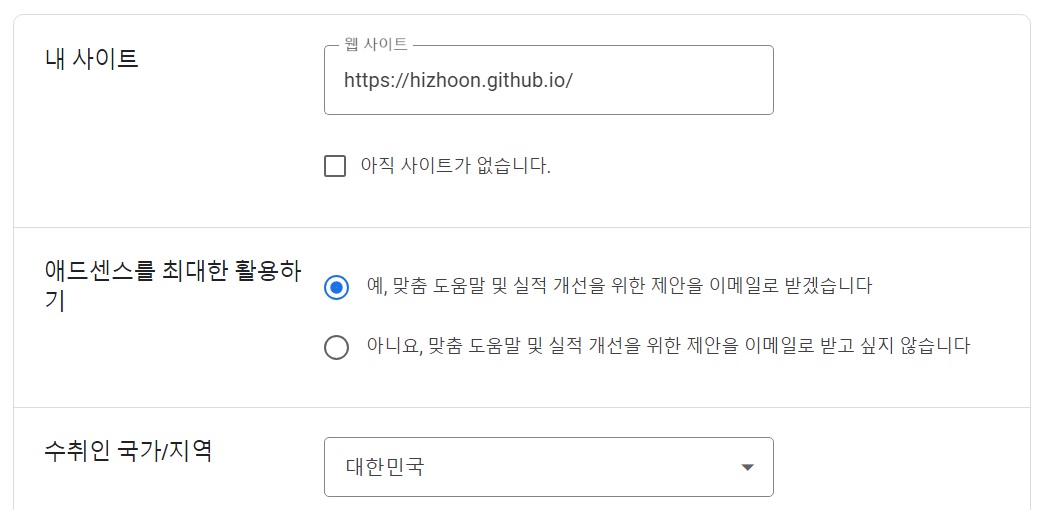 내 사이트
웹 사이트
https://hizhoon.github.io/
아직 사이트가 없습니다.
애드센스를 최대한 활용하
기
예, 맞춤 도움말 및 실적 개선을 위한 제안을 이메일로 받겠습니다
아니요, 맞춤 도움말 및 실적 개선을 위한 제안을 이메일로 받고 싶지 않습니다
수취인 국가/지역
대한민국